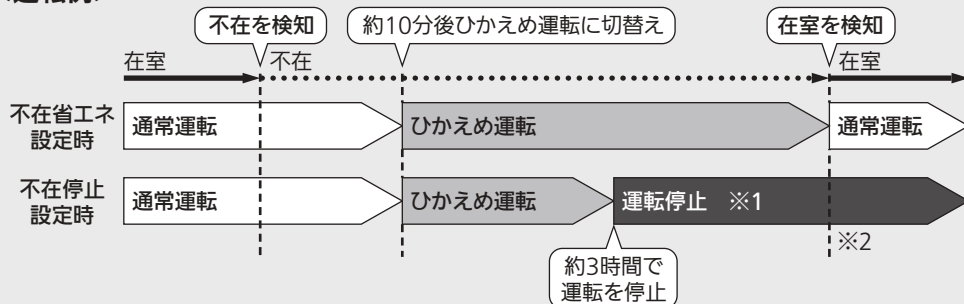 不在を検知
約10分後ひかえめ運転に切替え
在室を検知
在室
不在
在室
不在省エネ
設定時
通常運転
ひかえめ運転
通常運転
不在停止
設定時
通常運転
ひかえめ運転
運転停止 ※1
※2
約3時間で
運転を停止